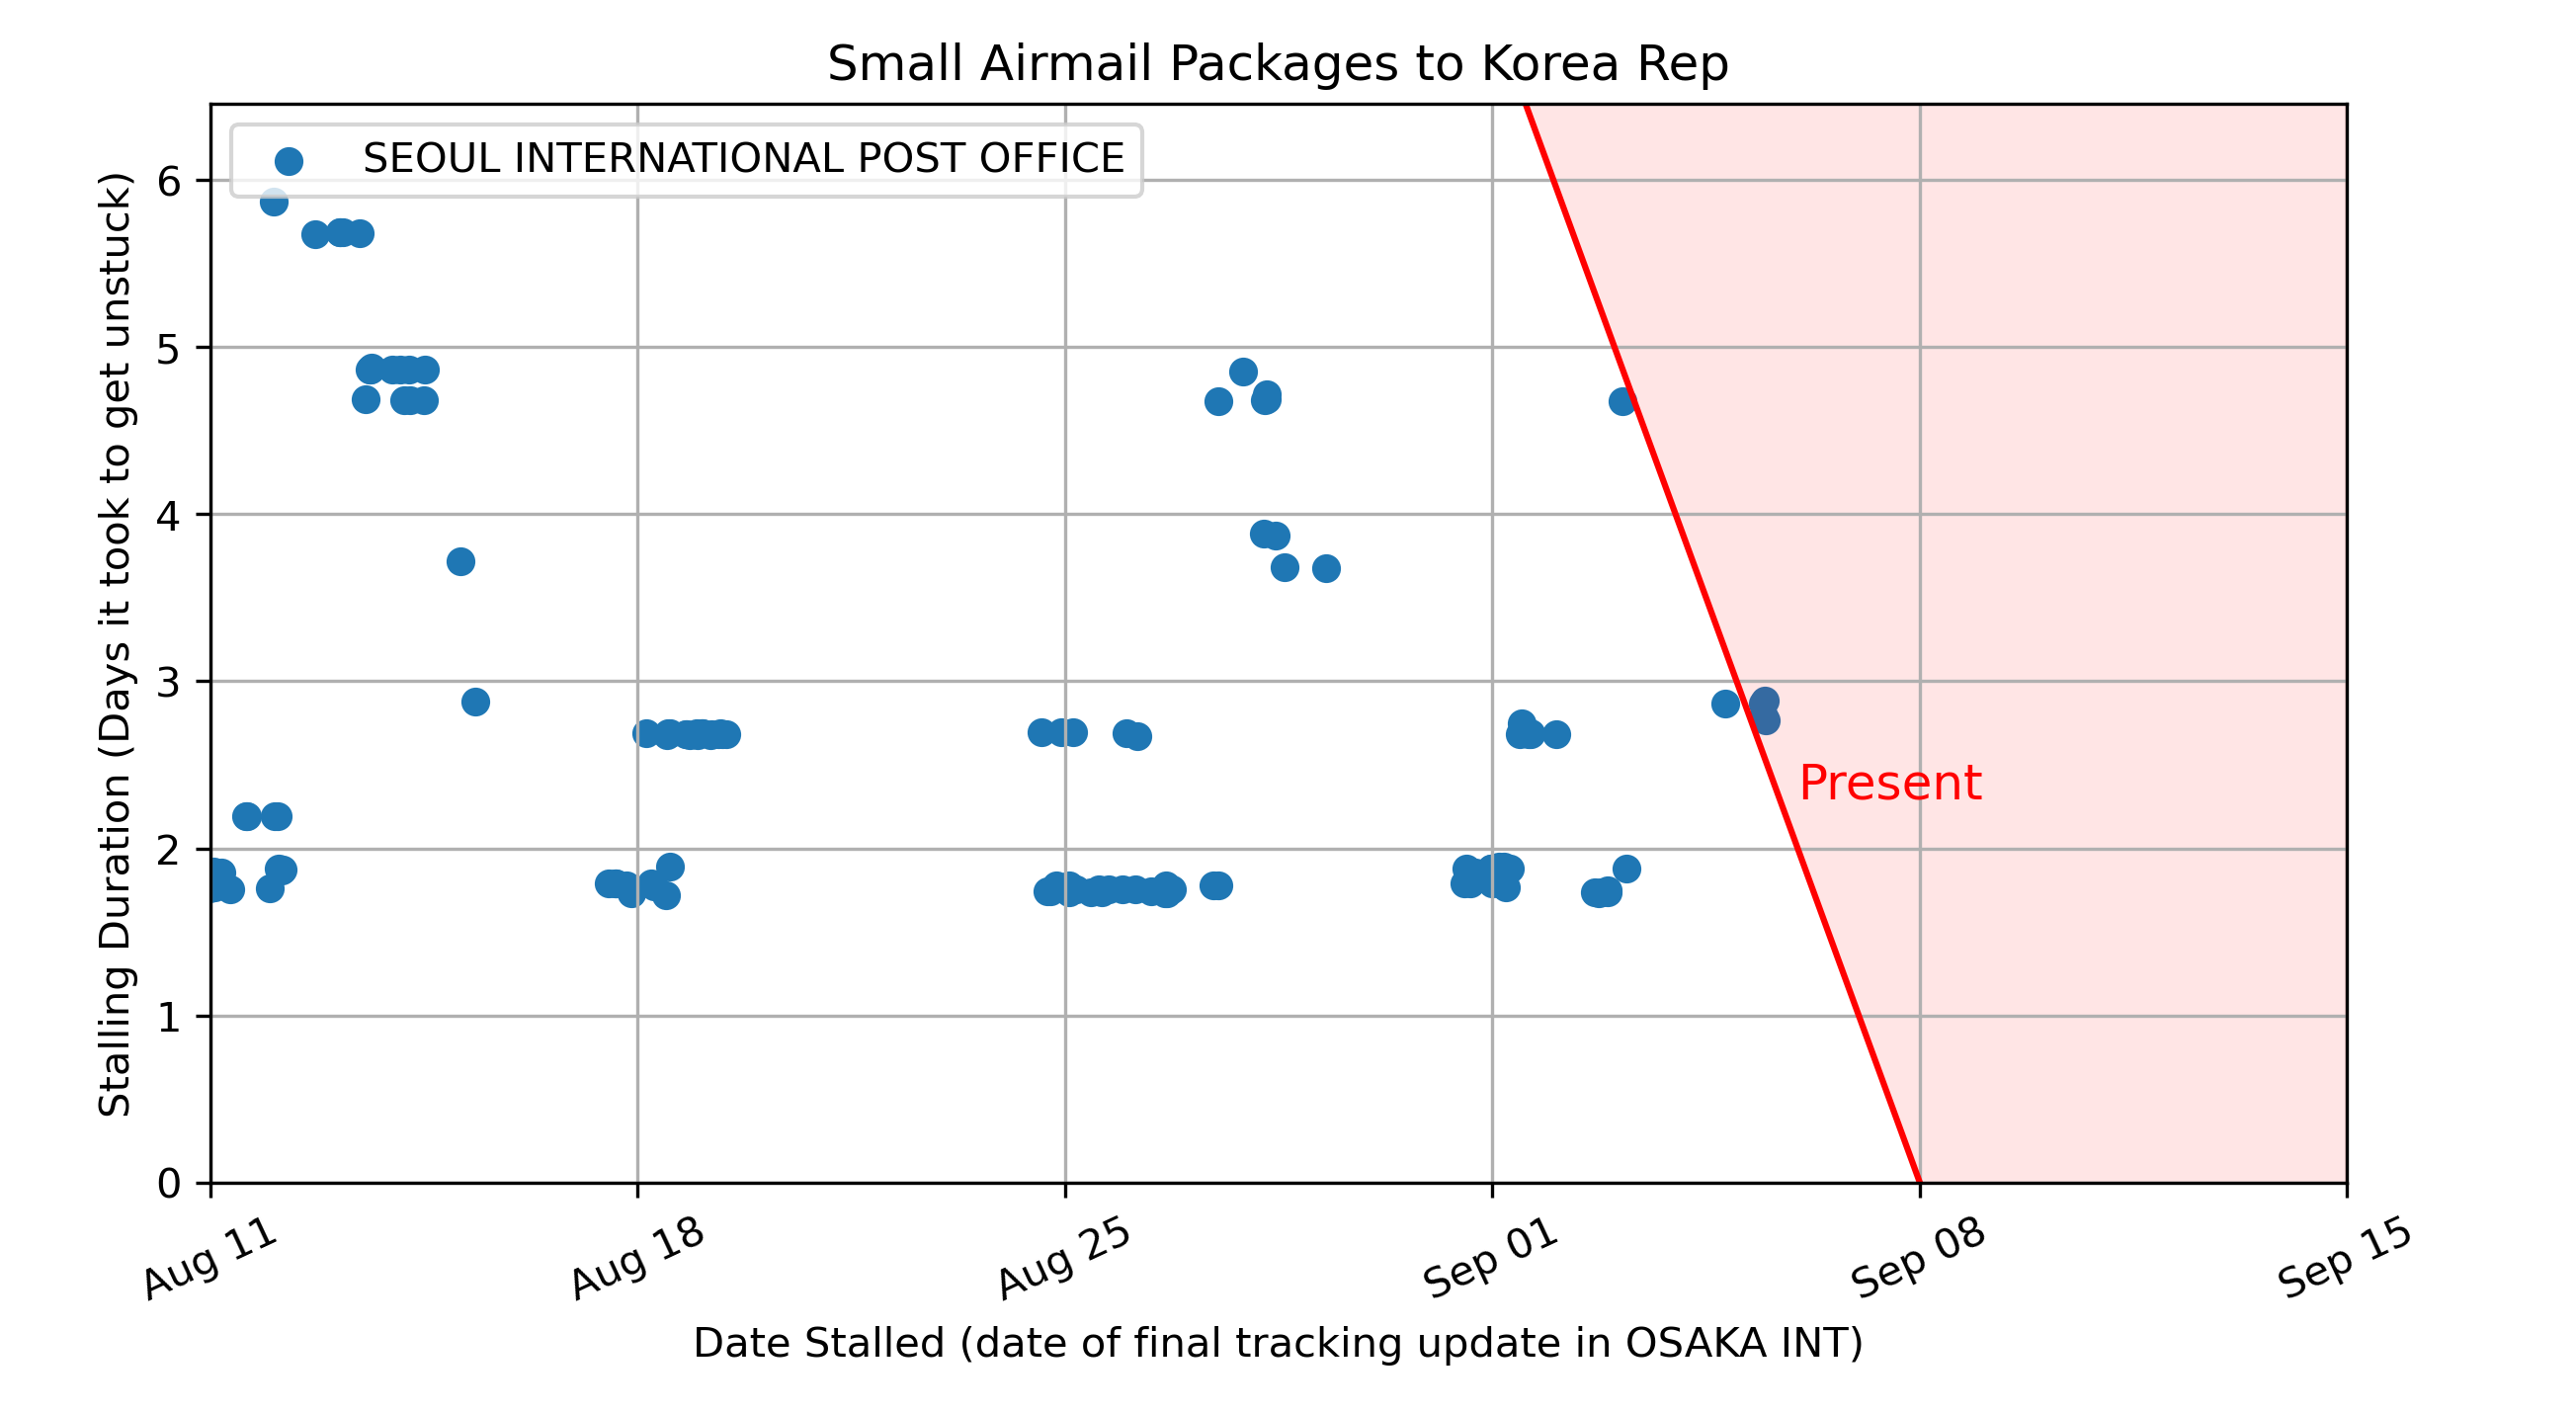 Small Airmail Packages to Korea Rep
SEOUL INTERNATIONAL POST OFFICE
Stalling Duration (Days it took to get unstuck)
6
5
4
3
2
1
0
Present
Aug 11
Aug 18
Aug 25
Sep 01
Sep 08
Sep 15
Date Stalled (date of final tracking update in OSAKA INT)